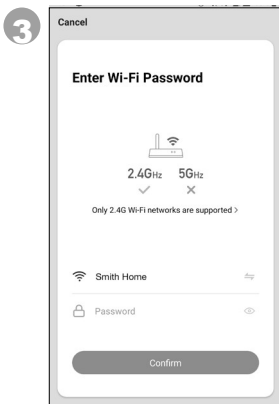 3
Cancel
Enter Wi-Fi Password
2.4GHz 5GHz
Only 2.4G Wi-Fi networks are supported >
Smith Home
Password
Confirm